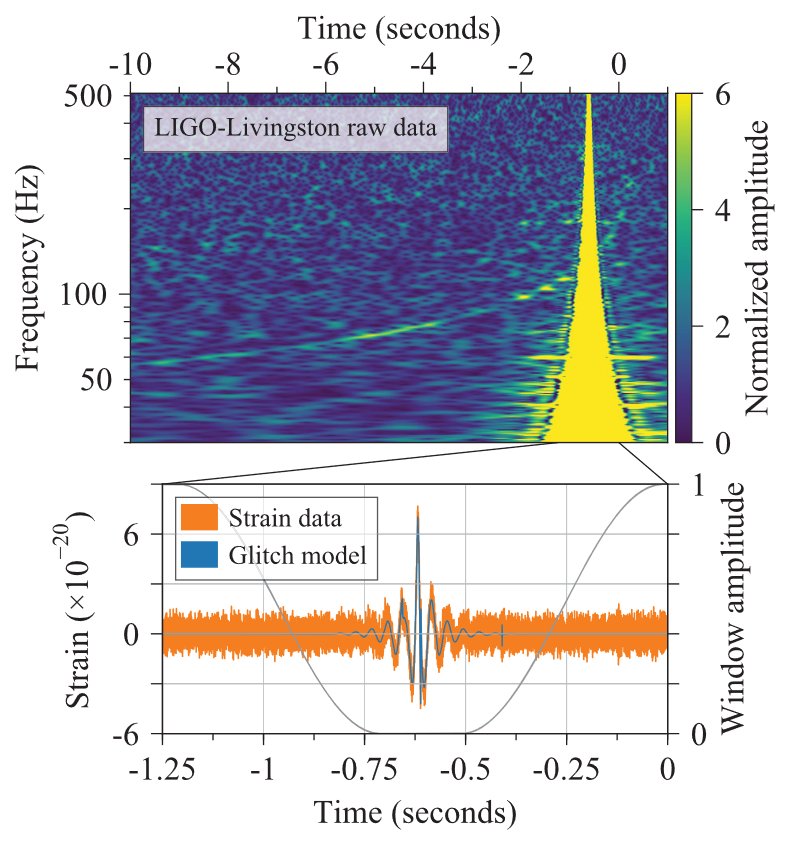 Time (seconds)
-10 -8 -6 -4 -2 0
500
100
50
Frequency (Hz)
LIGO-Livingston raw data
6
4
2
0
Normalized amplitude
Strain data
Glitch model
6
0
-6
Strain (×10⁻²⁰)
1
0
Window amplitude
-1.25 -1 -0.75 -0.5 -0.25 0
Time (seconds)